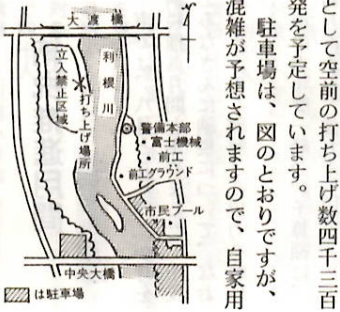 として空前の打ち上げ数四千三百
発を予定しています。
駐車場は、図のとおりですが、
混雑が予想されますので、自家用
大渡橋
N
立入禁止区域
打ち上げ場所
利根川
警備本部
富士機械
前工
前工グラウンド
市民プール
中央大橋
は駐車場